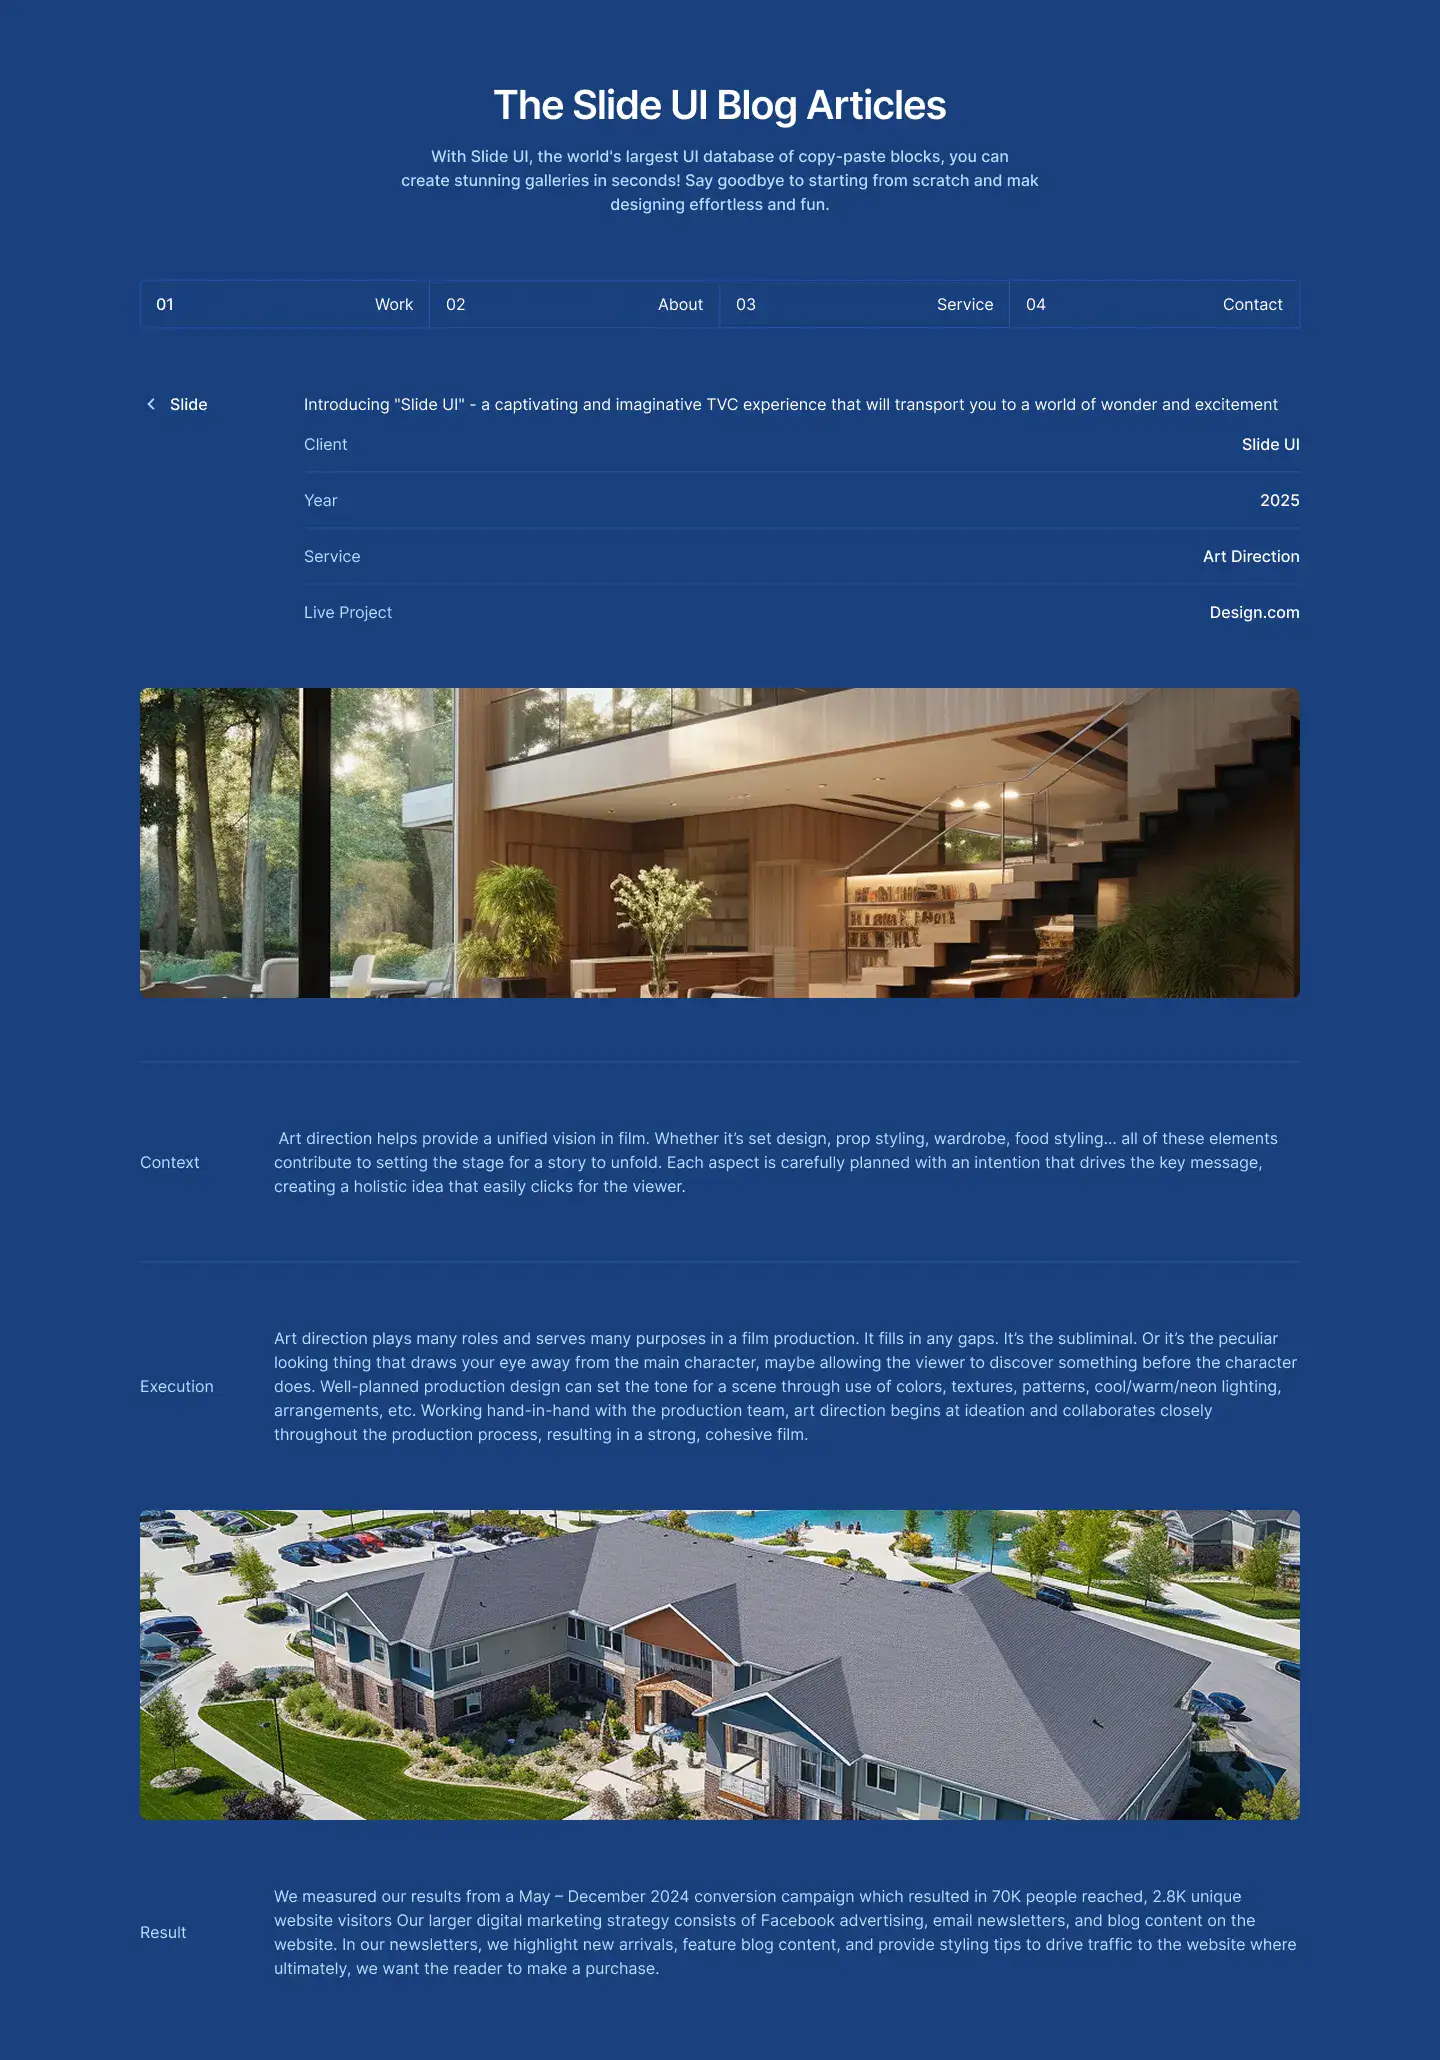 The Slide UI Blog Articles
With Slide UI, the world's largest UI database of copy-paste blocks, you can
create stunning galleries in seconds! Say goodbye to starting from scratch and mak
designing effortless and fun.
01 Work 02 About 03 Service 04 Contact
Slide
Introducing "Slide UI" - a captivating and imaginative TVC experience that will transport you to a world of wonder and excitement
Client Slide UI
Year 2025
Service Art Direction
Live Project Design.com
Context
Art direction helps provide a unified vision in film. Whether it’s set design, prop styling, wardrobe, food styling… all of these elements
contribute to setting the stage for a story to unfold. Each aspect is carefully planned with an intention that drives the key message,
creating a holistic idea that easily clicks for the viewer.
Execution
Art direction plays many roles and serves many purposes in a film production. It fills in any gaps. It’s the subliminal. Or it’s the peculiar
looking thing that draws your eye away from the main character, maybe allowing the viewer to discover something before the character
does. Well-planned production design can set the tone for a scene through use of colors, textures, patterns, cool/warm/neon lighting,
arrangements, etc. Working hand-in-hand with the production team, art direction begins at ideation and collaborates closely
throughout the production process, resulting in a strong, cohesive film.
Result
We measured our results from a May – December 2024 conversion campaign which resulted in 70K people reached, 2.8K unique
website visitors Our larger digital marketing strategy consists of Facebook advertising, email newsletters, and blog content on the
website. In our newsletters, we highlight new arrivals, feature blog content, and provide styling tips to drive traffic to the website where
ultimately, we want the reader to make a purchase.